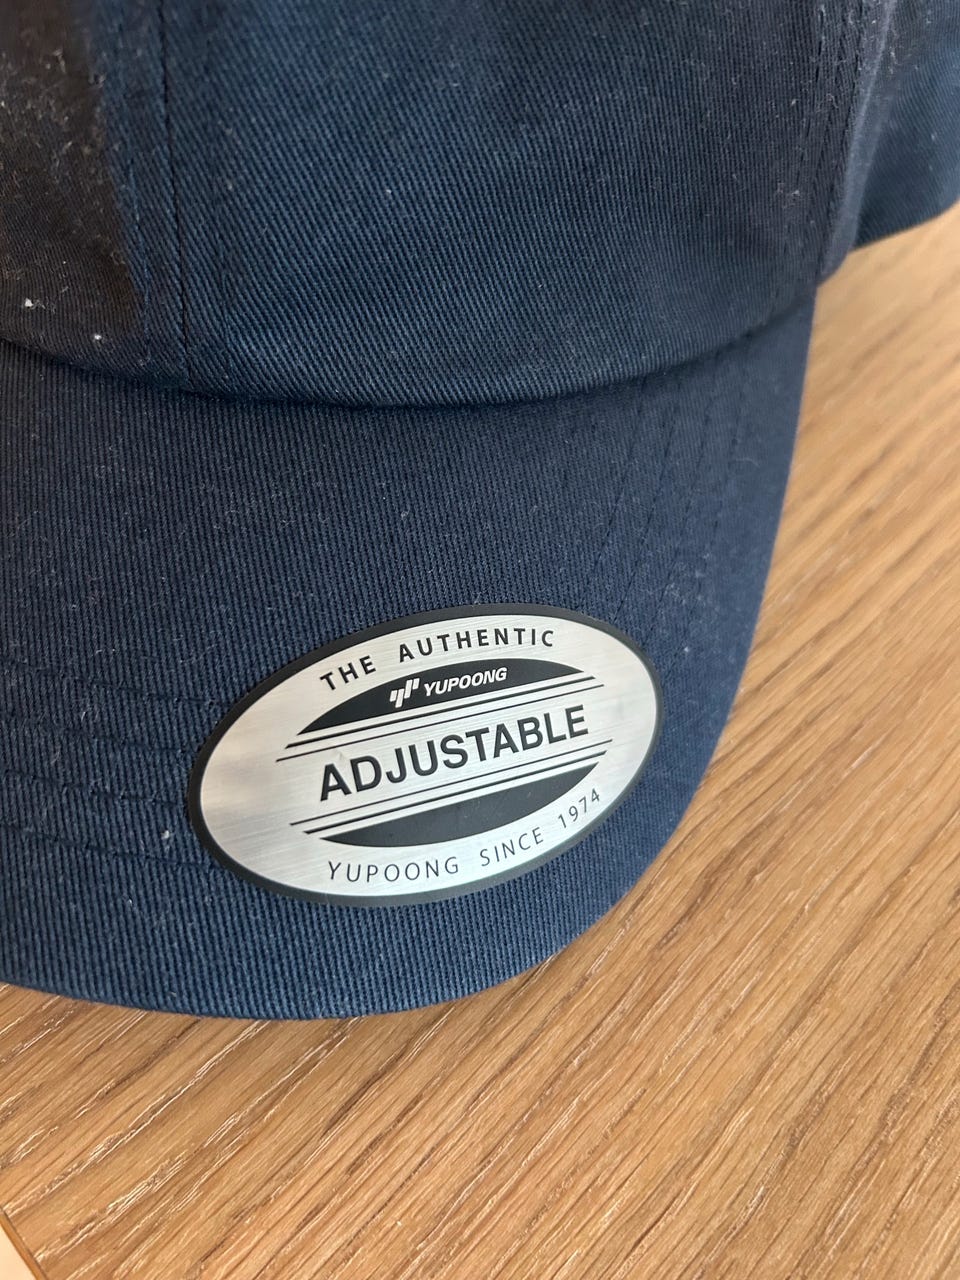 THE AUTHENTIC
YUPOONG
ADJUSTABLE
YUPOONG SINCE 1974